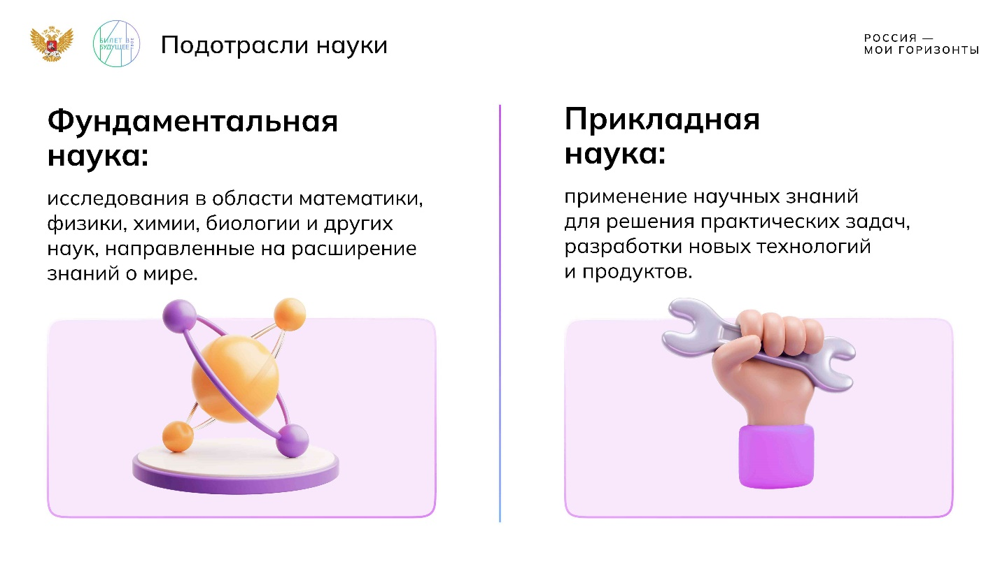 БИЛЕТ В
БУДУЩЕЕ
Подотрасли науки
РОССИЯ —
МОИ ГОРИЗОНТЫ
Фундаментальная
наука:
исследования в области математики,
физики, химии, биологии и других
наук, направленные на расширение
знаний о мире.
Прикладная
наука:
применение научных знаний
для решения практических задач,
разработки новых технологий
и продуктов.